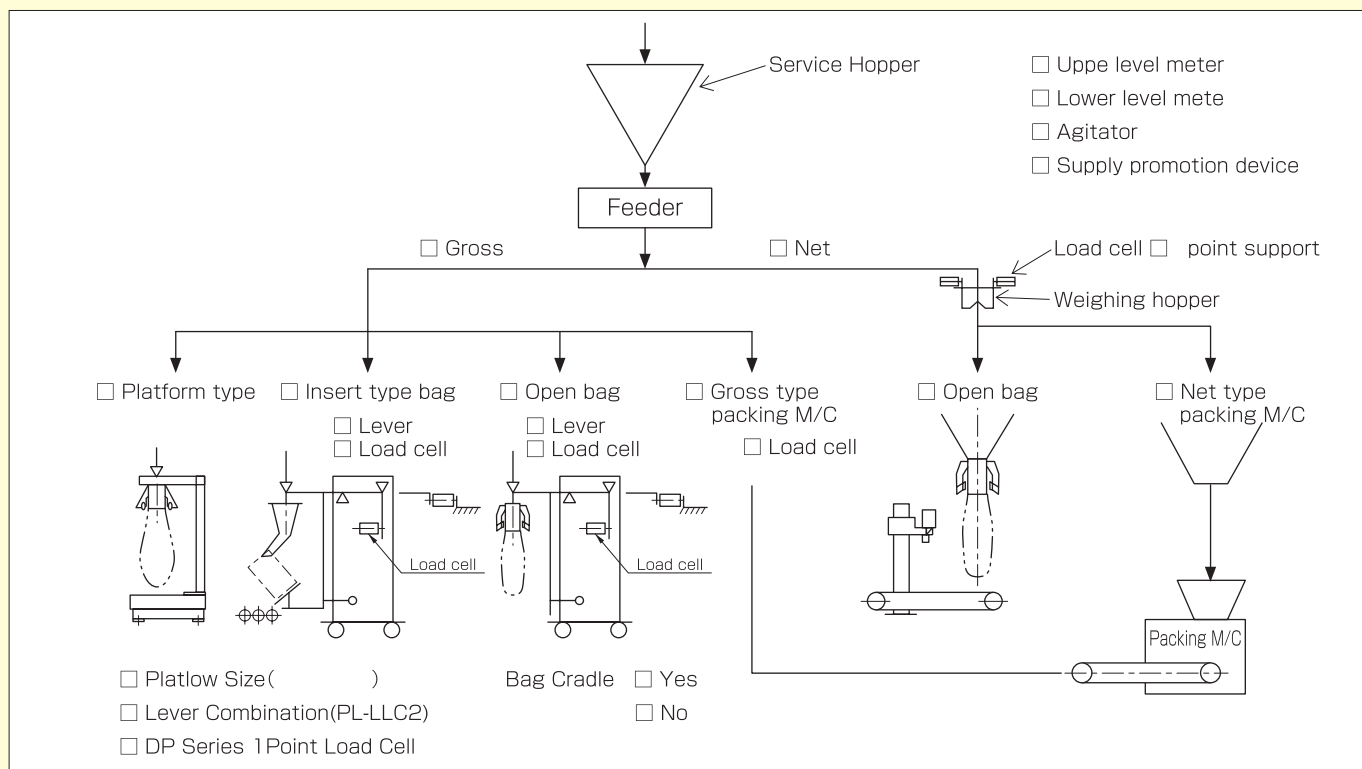 Service Hopper
□ Uppe level meter
□ Lower level mete
□ Agitator
□ Supply promotion device
Feeder
□ Gross
□ Net
Load cell □ point support
Weighing hopper
□ Platform type
□ Insert type bag
□ Lever
□ Load cell
□ Open bag
□ Lever
□ Load cell
□ Gross type
packing M/C
□ Load cell
□ Open bag
□ Net type
packing M/C
Load cell
Load cell
Packing M/C
□ Platlow Size( )
□ Lever Combination(PL-LLC2)
□ DP Series 1Point Load Cell
Bag Cradle □ Yes
□ No